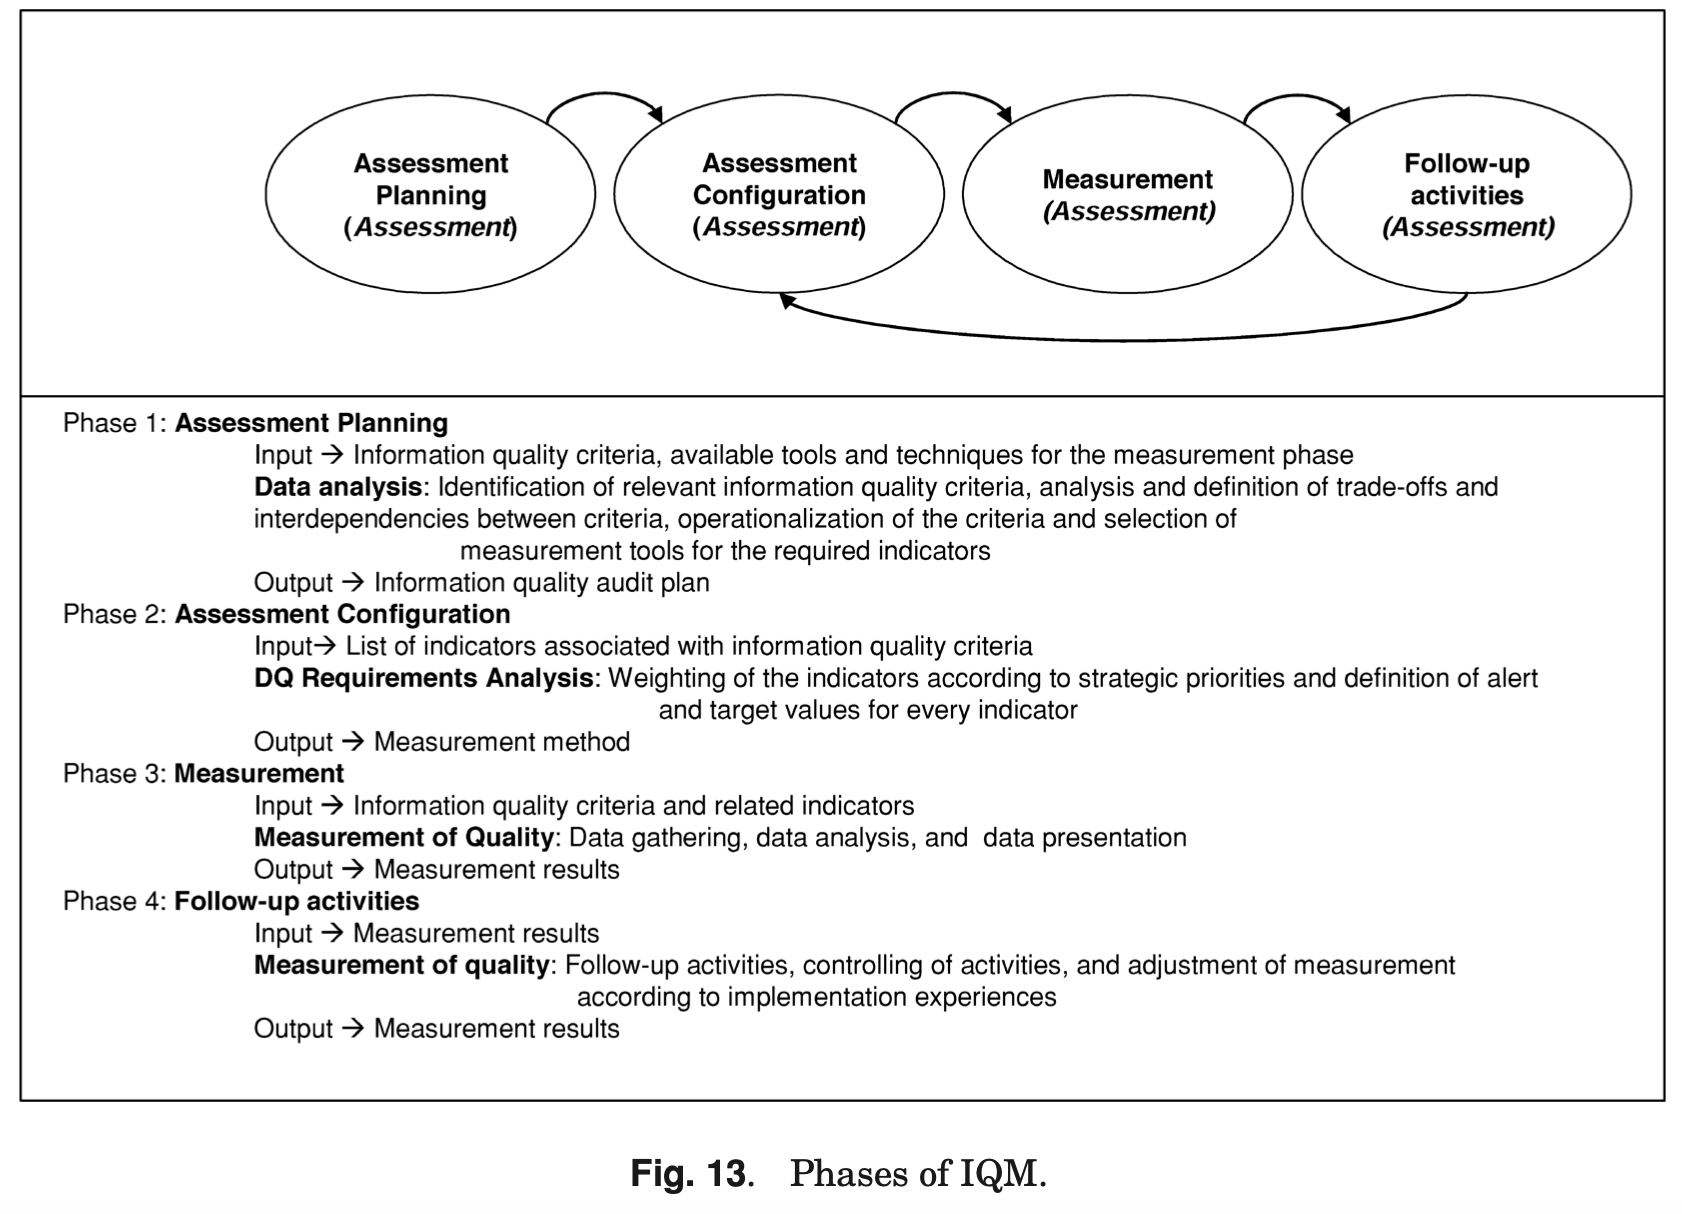 Assessment
Planning
(Assessment)
Assessment
Configuration
(Assessment)
Measurement
(Assessment)
Follow-up
activities
(Assessment)
Phase 1: Assessment Planning
Input → Information quality criteria, available tools and techniques for the measurement phase
Data analysis: Identification of relevant information quality criteria, analysis and definition of trade-offs and
interdependencies between criteria, operationalization of the criteria and selection of
measurement tools for the required indicators
Output → Information quality audit plan
Phase 2: Assessment Configuration
Input→ List of indicators associated with information quality criteria
DQ Requirements Analysis: Weighting of the indicators according to strategic priorities and definition of alert
and target values for every indicator
Output → Measurement method
Phase 3: Measurement
Input → Information quality criteria and related indicators
Measurement of Quality: Data gathering, data analysis, and  data presentation
Output → Measurement results
Phase 4: Follow-up activities
Input → Measurement results
Measurement of quality: Follow-up activities, controlling of activities, and adjustment of measurement
according to implementation experiences
Output → Measurement results
Fig. 13. Phases of IQM.